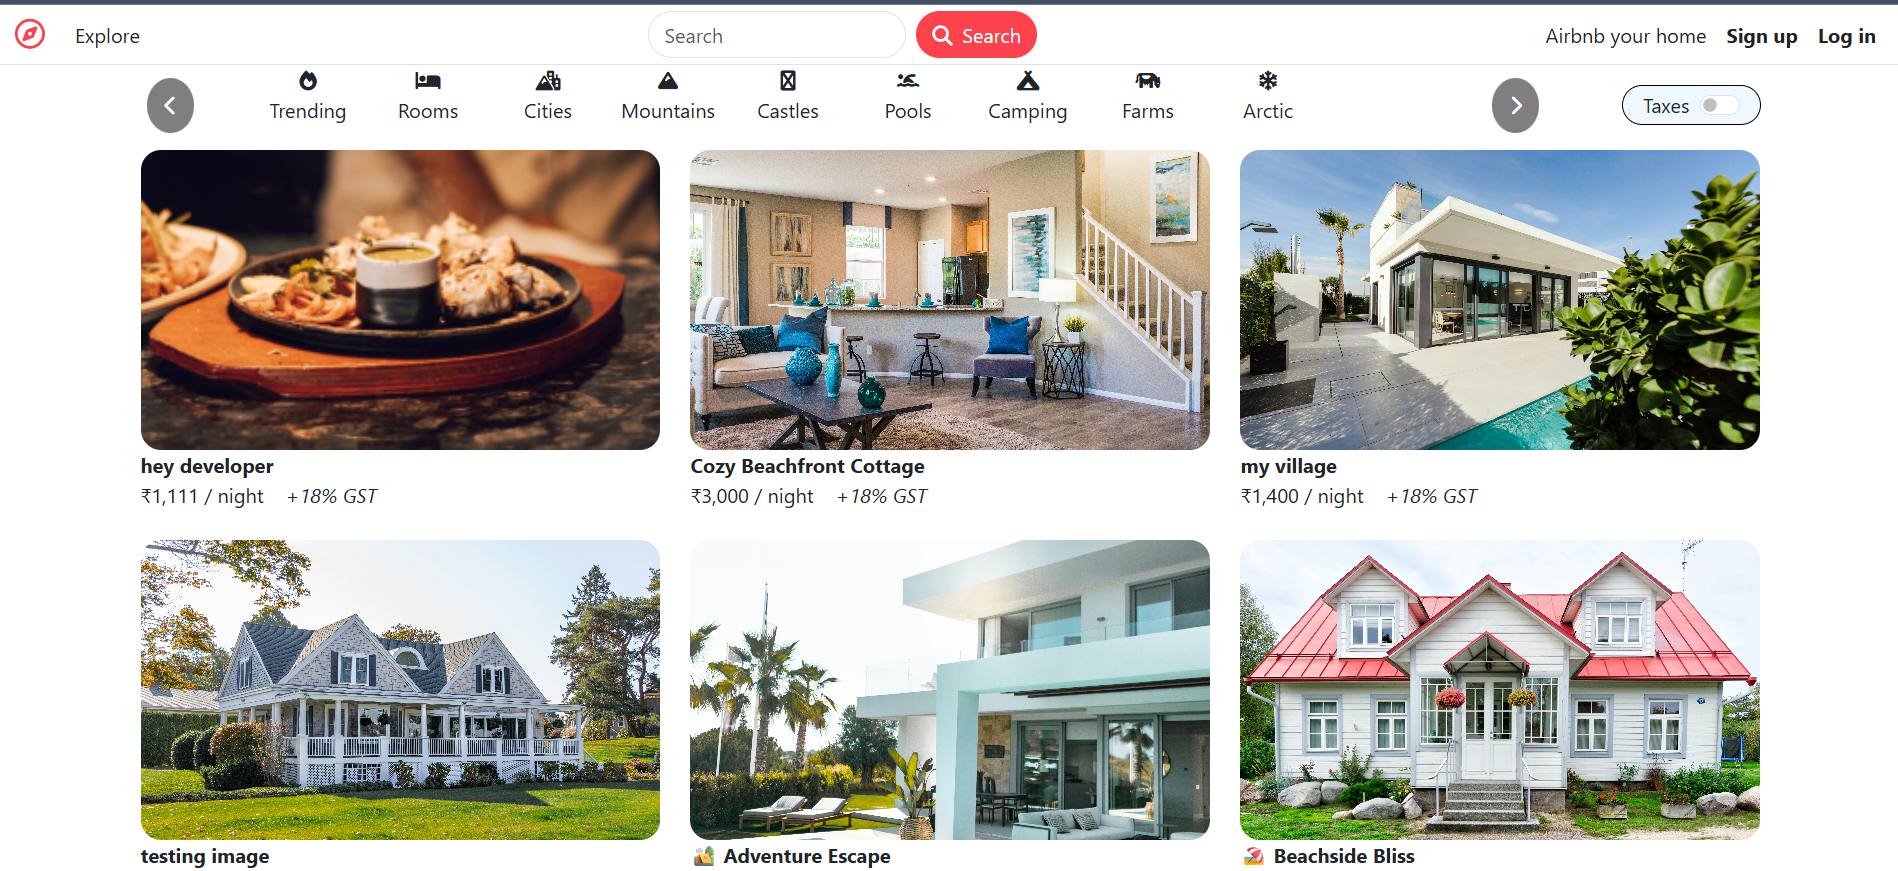 Explore
Search
Search
Airbnb your home
Sign up
Log in
Trending
Rooms
Cities
Mountains
Castles
Pools
Camping
Farms
Arctic
Taxes
hey developer
₹1,111 / night +18% GST
Cozy Beachfront Cottage
₹3,000 / night +18% GST
my village
₹1,400 / night +18% GST
testing image
🏕️ Adventure Escape
🏖️ Beachside Bliss